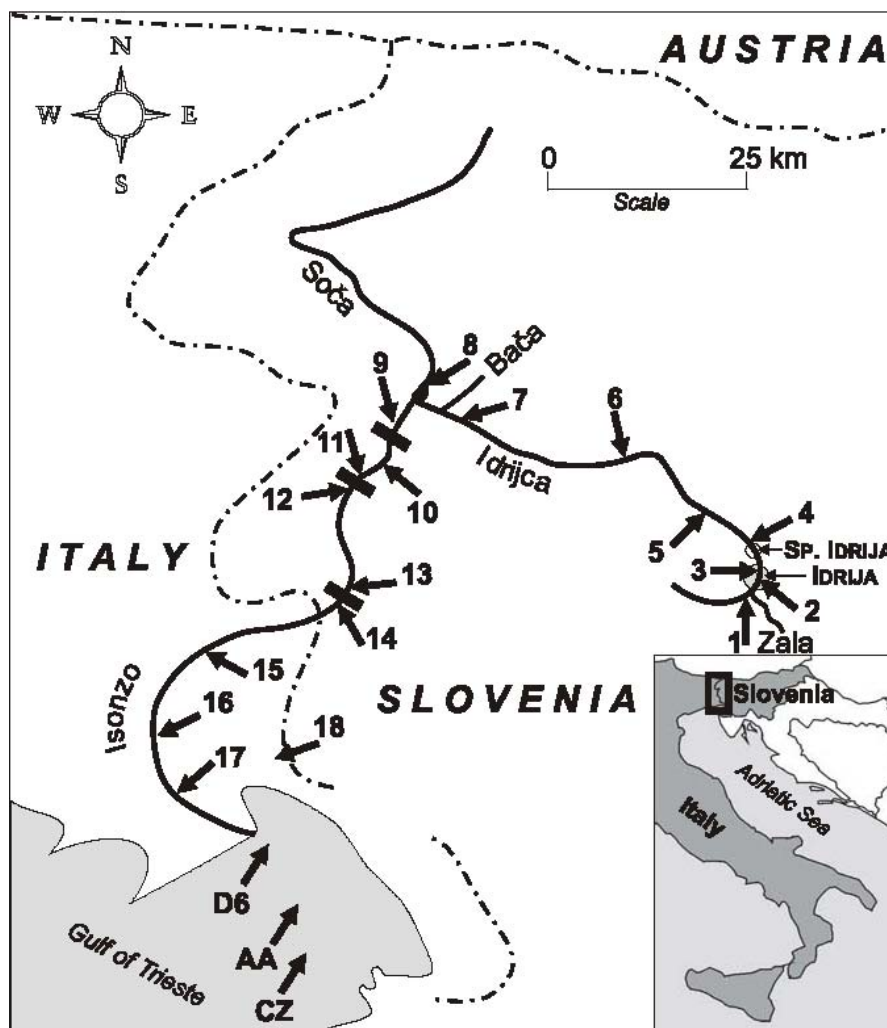 AUSTRIA
N
W E
S
0 25 km
Scale
Soča
Bača
8
9
7
6
Idrijca
11
12
10
4
5
SP. IDRIJA
3
IDRIJA
2
1
Zala
ITALY
13
14
15
Isonzo
16
SLOVENIA
18
17
D6
AA
CZ
Gulf of Trieste
Slovenia
Adriatic Sea
Italy